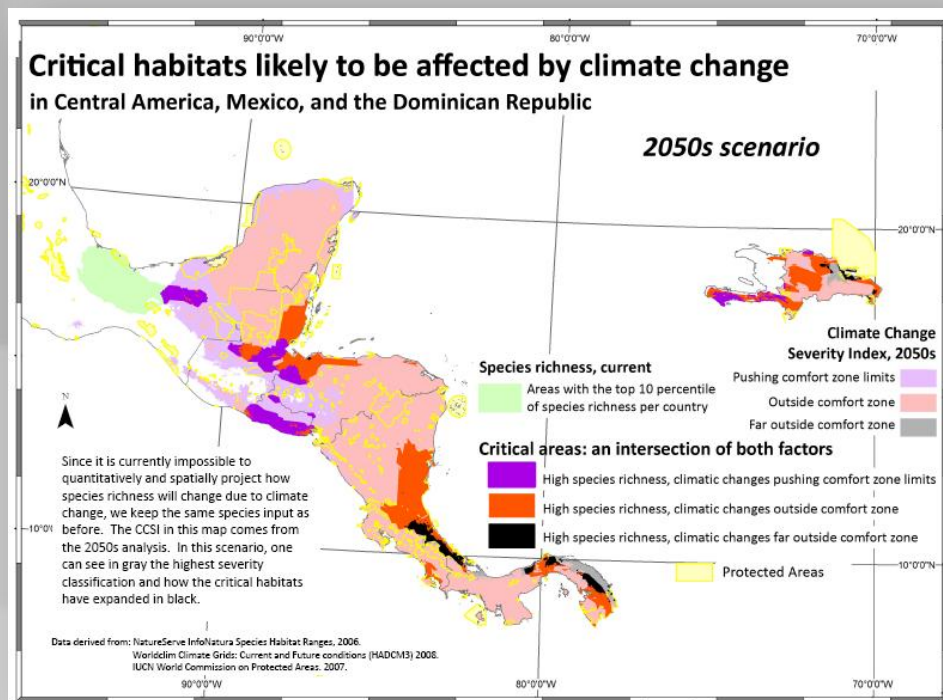 90°0'0"W
80°0'0"W
70°0'0"W
Critical habitats likely to be affected by climate change
in Central America, Mexico, and the Dominican Republic
2050s scenario
20°0'0"N
20°0'0"N
Climate Change
Severity Index, 2050s
Species richness, current
Pushing comfort zone limits
Areas with the top 10 percentile
of species richness per country
Outside comfort zone
Far outside comfort zone
N
Critical areas: an intersection of both factors
High species richness, climatic changes pushing comfort zone limits
High species richness, climatic changes outside comfort zone
High species richness, climatic changes far outside comfort zone
Protected Areas
Since it is currently impossible to
quantitatively and spatially project how
species richness will change due to climate
change, we keep the same species input as
before. The CCSI in this map comes from
the 2050s analysis. In this scenario, one
can see in gray the highest severity
classification and how the critical habitats
have expanded in black.
10°0'
10°0'0"N
Data derived from: NatureServe InfoNatura Species Habitat Ranges, 2006.
Worldclim Climate Grids: Current and Future conditions (HADCM3) 2008.
IUCN World Commission on Protected Areas. 2007.
90°0'0"W
80°0'0"W
70°0'0"W